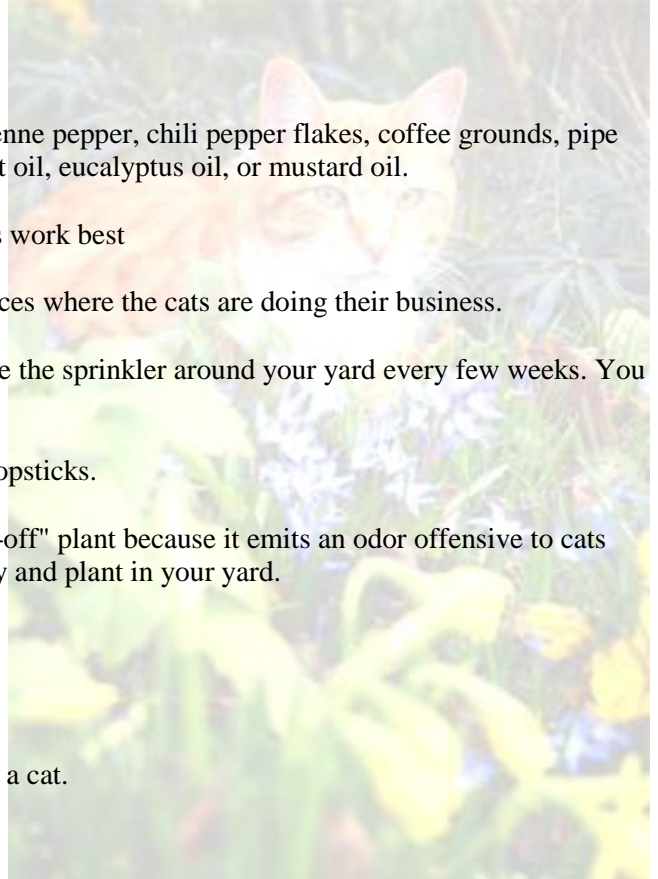 enne pepper, chili pepper flakes, coffee grounds, pipe
t oil, eucalyptus oil, or mustard oil.
s work best
ces where the cats are doing their business.
e the sprinkler around your yard every few weeks. You
opsticks.
-off" plant because it emits an odor offensive to cats
y and plant in your yard.
a cat.